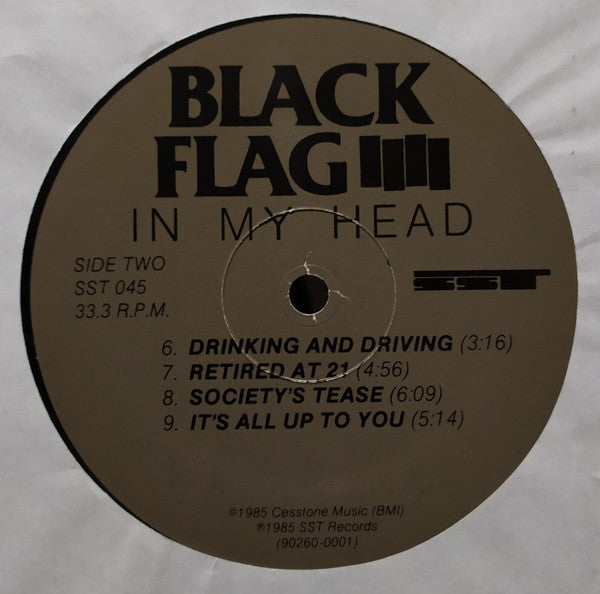 BLACK
FLAG
IN MY HEAD
SIDE TWO
SST 045
33.3 R.P.M.
SST
6. DRINKING AND DRIVING (3:16)
7. RETIRED AT 21 (4:56)
8. SOCIETY'S TEASE (6:09)
9. IT'S ALL UP TO YOU (5:14)
©1985 Cesstone Music (BMI)
℗1985 SST Records
(90260-0001)